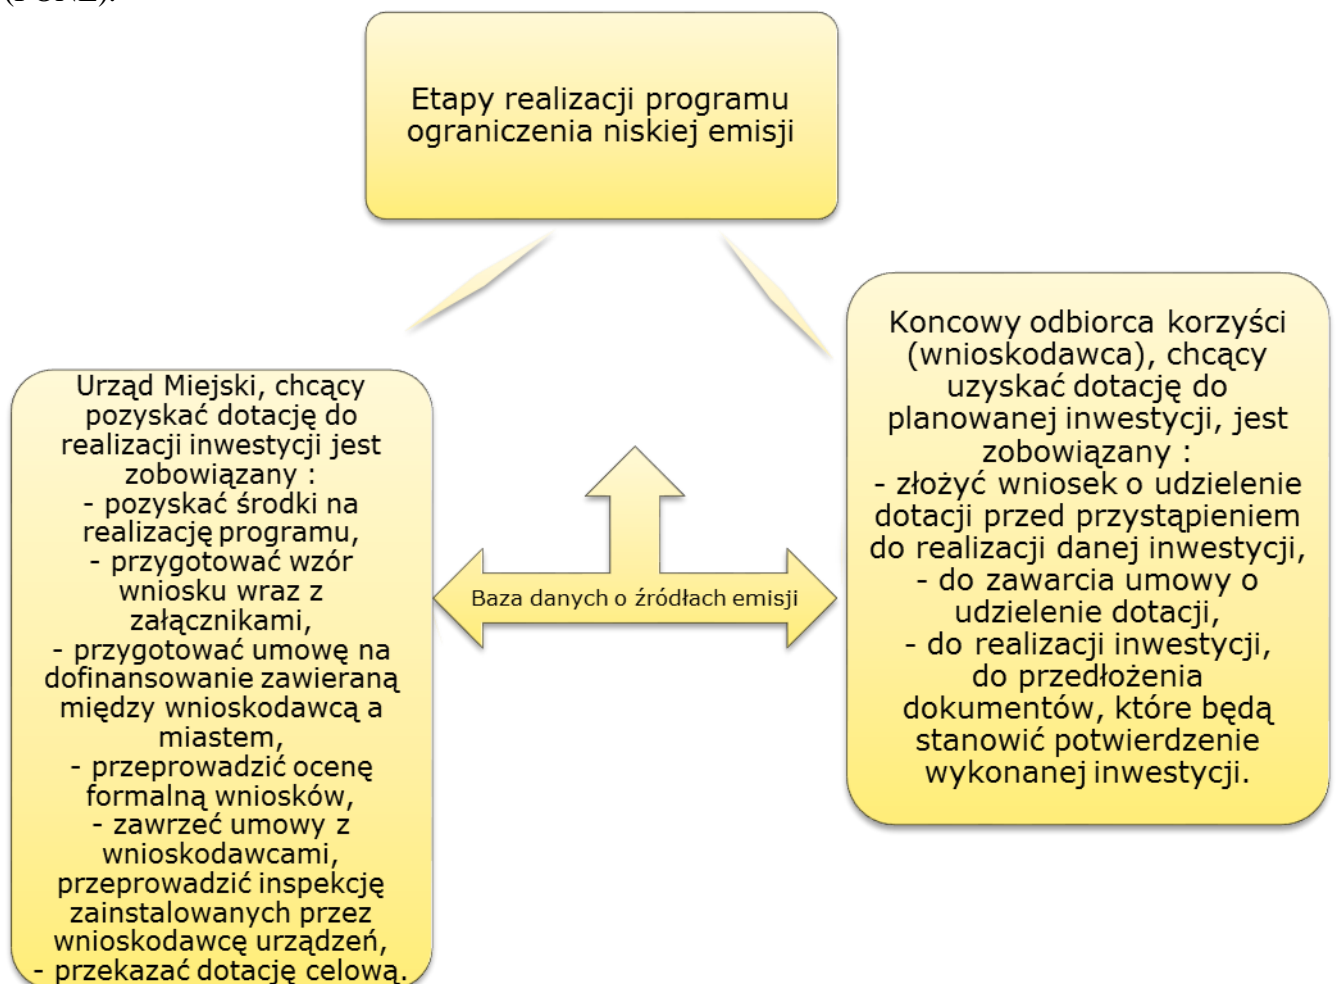 (PONE).
Etapy realizacji programu
ograniczenia niskiej emisji
Urząd Miejski, chcący
pozyskać dotację do
realizacji inwestycji jest
zobowiązany :
- pozyskać środki na
realizację programu,
- przygotować wzór
wniosku wraz z
załącznikami,
- przygotować umowę na
dofinansowanie zawieraną
między wnioskodawcą a
miastem,
- przeprowadzić ocenę
formalną wniosków,
- zawrzeć umowy z
wnioskodawcami,
przeprowadzić inspekcję
zainstalowanych przez
wnioskodawcę urządzeń,
- przekazać dotację celową.
Baza danych o źródłach emisji
Koncowy odbiorca korzyści
(wnioskodawca), chcący
uzyskać dotację do
planowanej inwestycji, jest
zobowiązany :
- złożyć wniosek o udzielenie
dotacji przed przystąpieniem
do realizacji danej inwestycji,
- do zawarcia umowy o
udzielenie dotacji,
- do realizacji inwestycji,
do przedłożenia
dokumentów, które będą
stanowić potwierdzenie
wykonanej inwestycji.